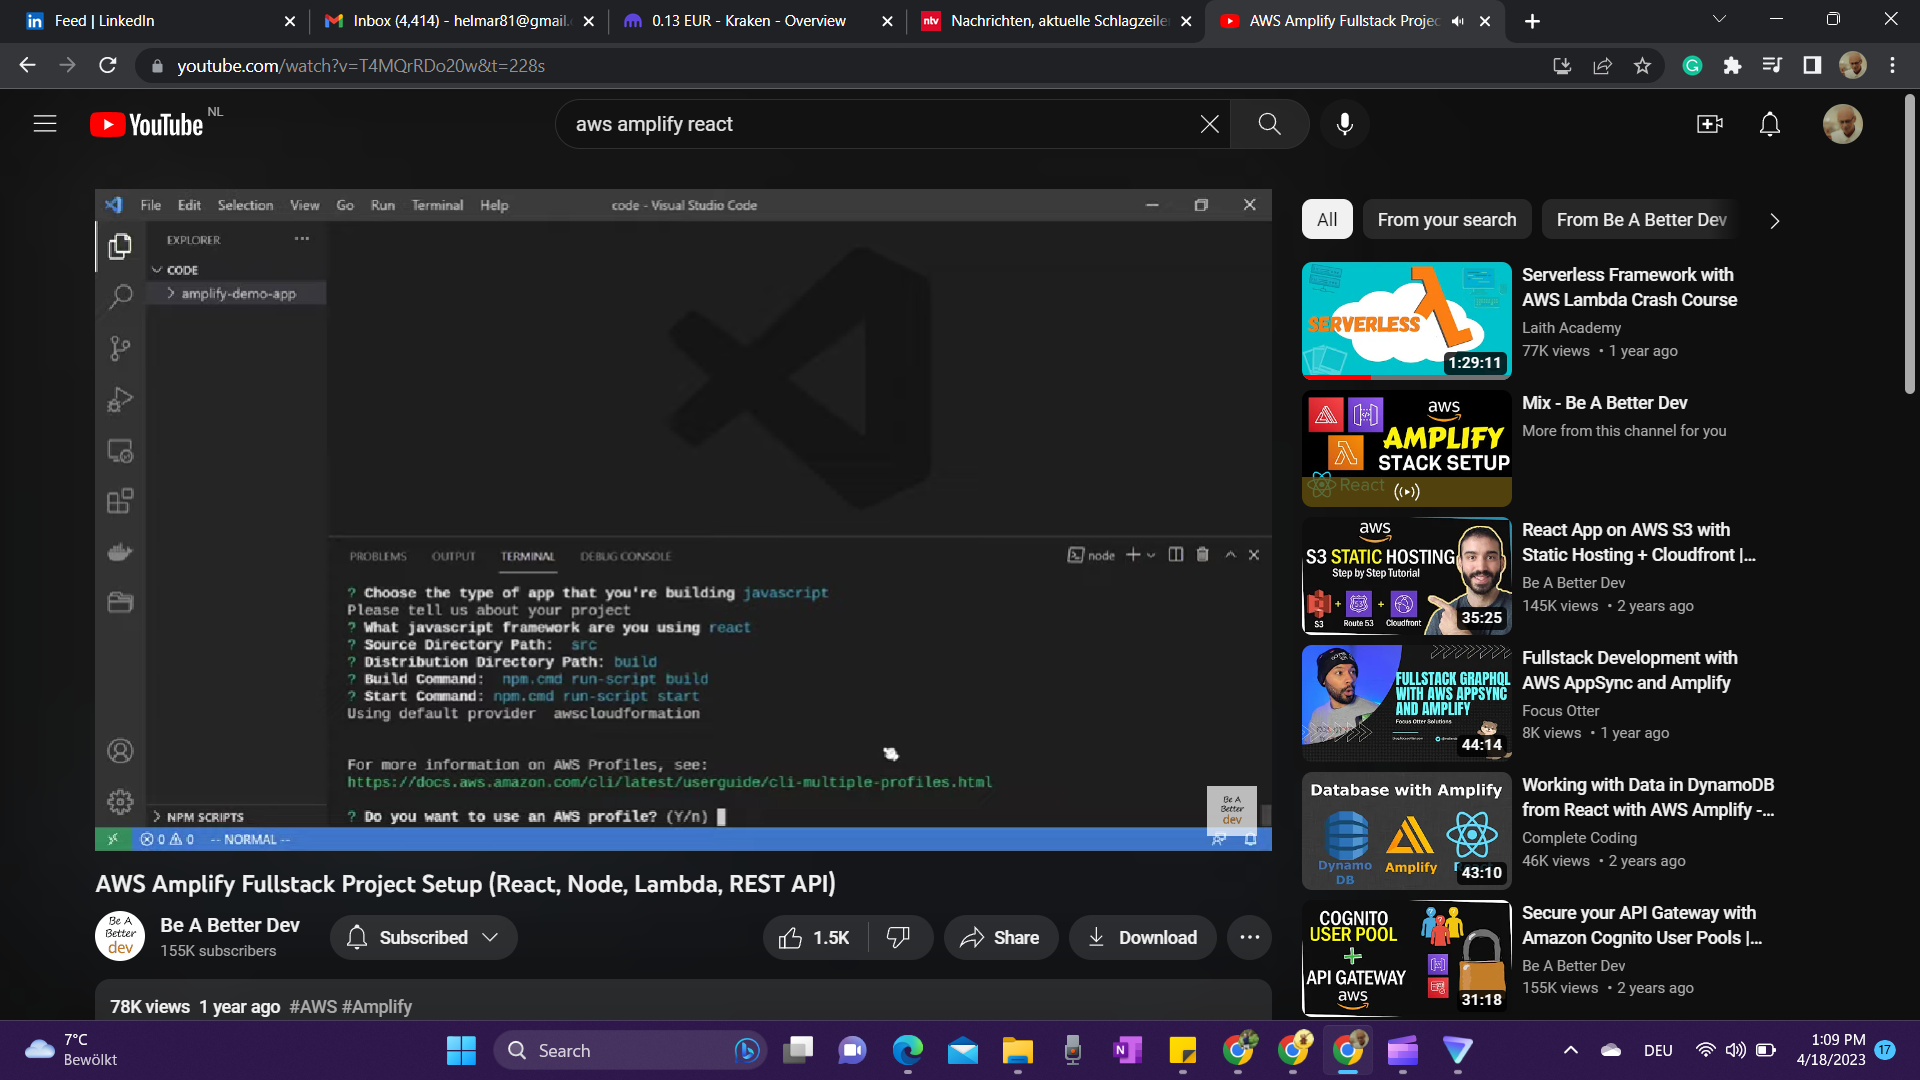 Feed | LinkedIn
Inbox (4,414) - helmar81@gmail.
0.13 EUR - Kraken - Overview
ntv Nachrichten, aktuelle Schlagzeile
AWS Amplify Fullstack Projec
youtube.com/watch?v=T4MQrRDo20w&t=228s
YouTube NL
aws amplify react
File Edit Selection View Go Run Terminal Help
code - Visual Studio Code
EXPLORER
CODE
amplify-demo-app
NPM SCRIPTS
PROBLEMS OUTPUT TERMINAL DEBUG CONSOLE
node
? Choose the type of app that you're building javascript
Please tell us about your project
? What javascript framework are you using react
? Source Directory Path: src
? Distribution Directory Path: build
? Build Command: npm.cmd run-script build
? Start Command: npm.cmd run-script start
Using default provider awscloudformation
For more information on AWS Profiles, see:
https://docs.aws.amazon.com/cli/latest/userguide/cli-multiple-profiles.html
? Do you want to use an AWS profile? (Y/n)
Be A
Better
dev
0 0 -- NORMAL --
AWS Amplify Fullstack Project Setup (React, Node, Lambda, REST API)
Be A
Better
dev
Be A Better Dev
155K subscribers
Subscribed
1.5K
Share
Download
78K views 1 year ago #AWS #Amplify
All
From your search
From Be A Better Dev
SERVERLESS
1:29:11
Serverless Framework with
AWS Lambda Crash Course
Laith Academy
77K views • 1 year ago
aws
AMPLIFY
STACK SETUP
React
Mix - Be A Better Dev
More from this channel for you
aws
S3 STATIC HOSTING
Step by Step Tutorial
S3 + Route 53 + Cloudfront
35:25
React App on AWS S3 with
Static Hosting + Cloudfront |...
Be A Better Dev
145K views • 2 years ago
FULLSTACK GRAPHQL
WITH AWS APPSYNC
AND AMPLIFY
Focus Otter Solutions
44:14
Fullstack Development with
AWS AppSync and Amplify
Focus Otter
8K views • 1 year ago
Database with Amplify
Dynamo
DB
Amplify
43:10
Working with Data in DynamoDB
from React with AWS Amplify -...
Complete Coding
46K views • 2 years ago
COGNITO
USER POOL
+
API GATEWAY
aws
31:18
Secure your API Gateway with
Amazon Cognito User Pools |...
Be A Better Dev
155K views • 2 years ago
7°C
Bewölkt
Search
DEU
1:09 PM
4/18/2023
17